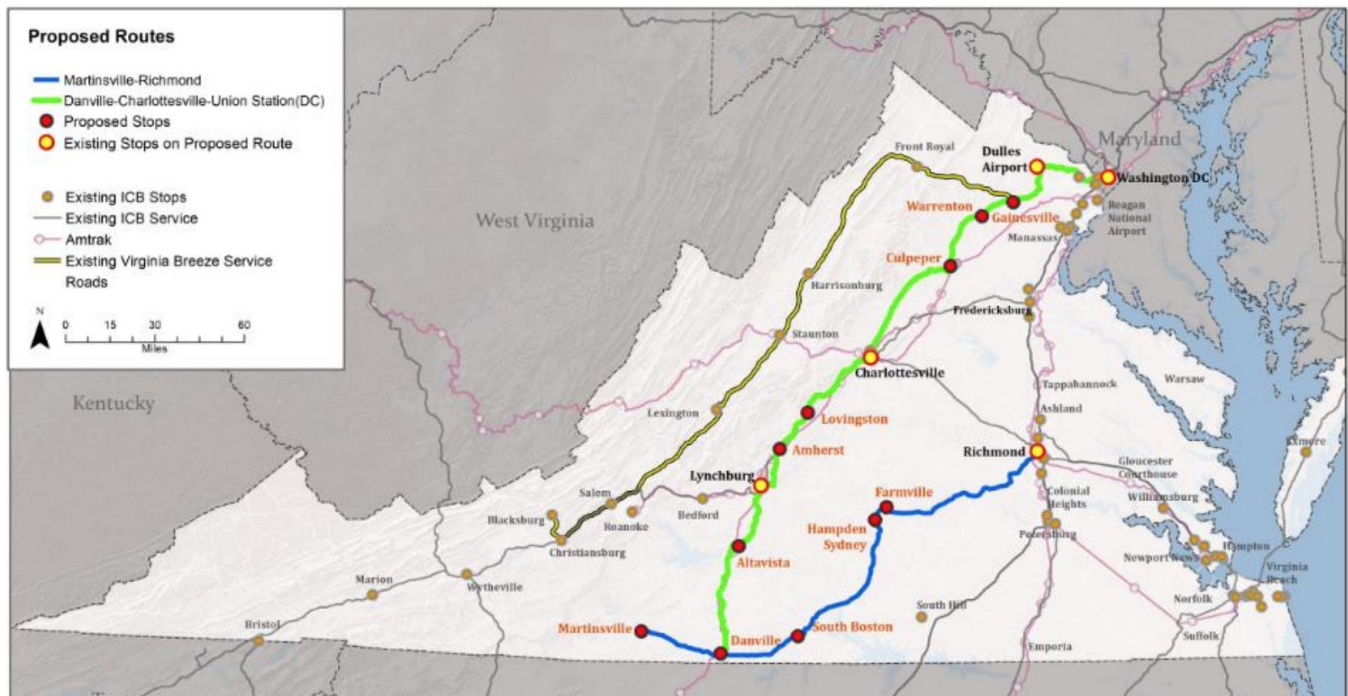 Proposed Routes
Martinsville-Richmond
Danville-Charlottesville-Union Station(DC)
Proposed Stops
Existing Stops on Proposed Route
Existing ICB Stops
Existing ICB Service
Amtrak
Existing Virginia Breeze Service
Roads
N
0 15 30 60
Miles
Maryland
Front Royal
Dulles
Airport
Washington DC
West Virginia
Warrenton
Gainesville
Reagan
National
Airport
Manassas
Culpeper
Harrisonburg
Fredericksburg
Staunton
Charlottesville
Kentucky
Tappahannock
Warsaw
Lexington
Lovingston
Ashland
Amherst
Richmond
Exmore
Lynchburg
Gloucester
Courthouse
Salem
Farmville
Colonial
Heights
Williamsburg
Blacksburg
Roanoke
Bedford
Hampden
Sydney
Petersburg
Christiansburg
Altavista
Newport News
Hampton
Virginia
Beach
Marion
Wytheville
Norfolk
South Hill
Bristol
Martinsville
Danville
South Boston
Suffolk
Emporia